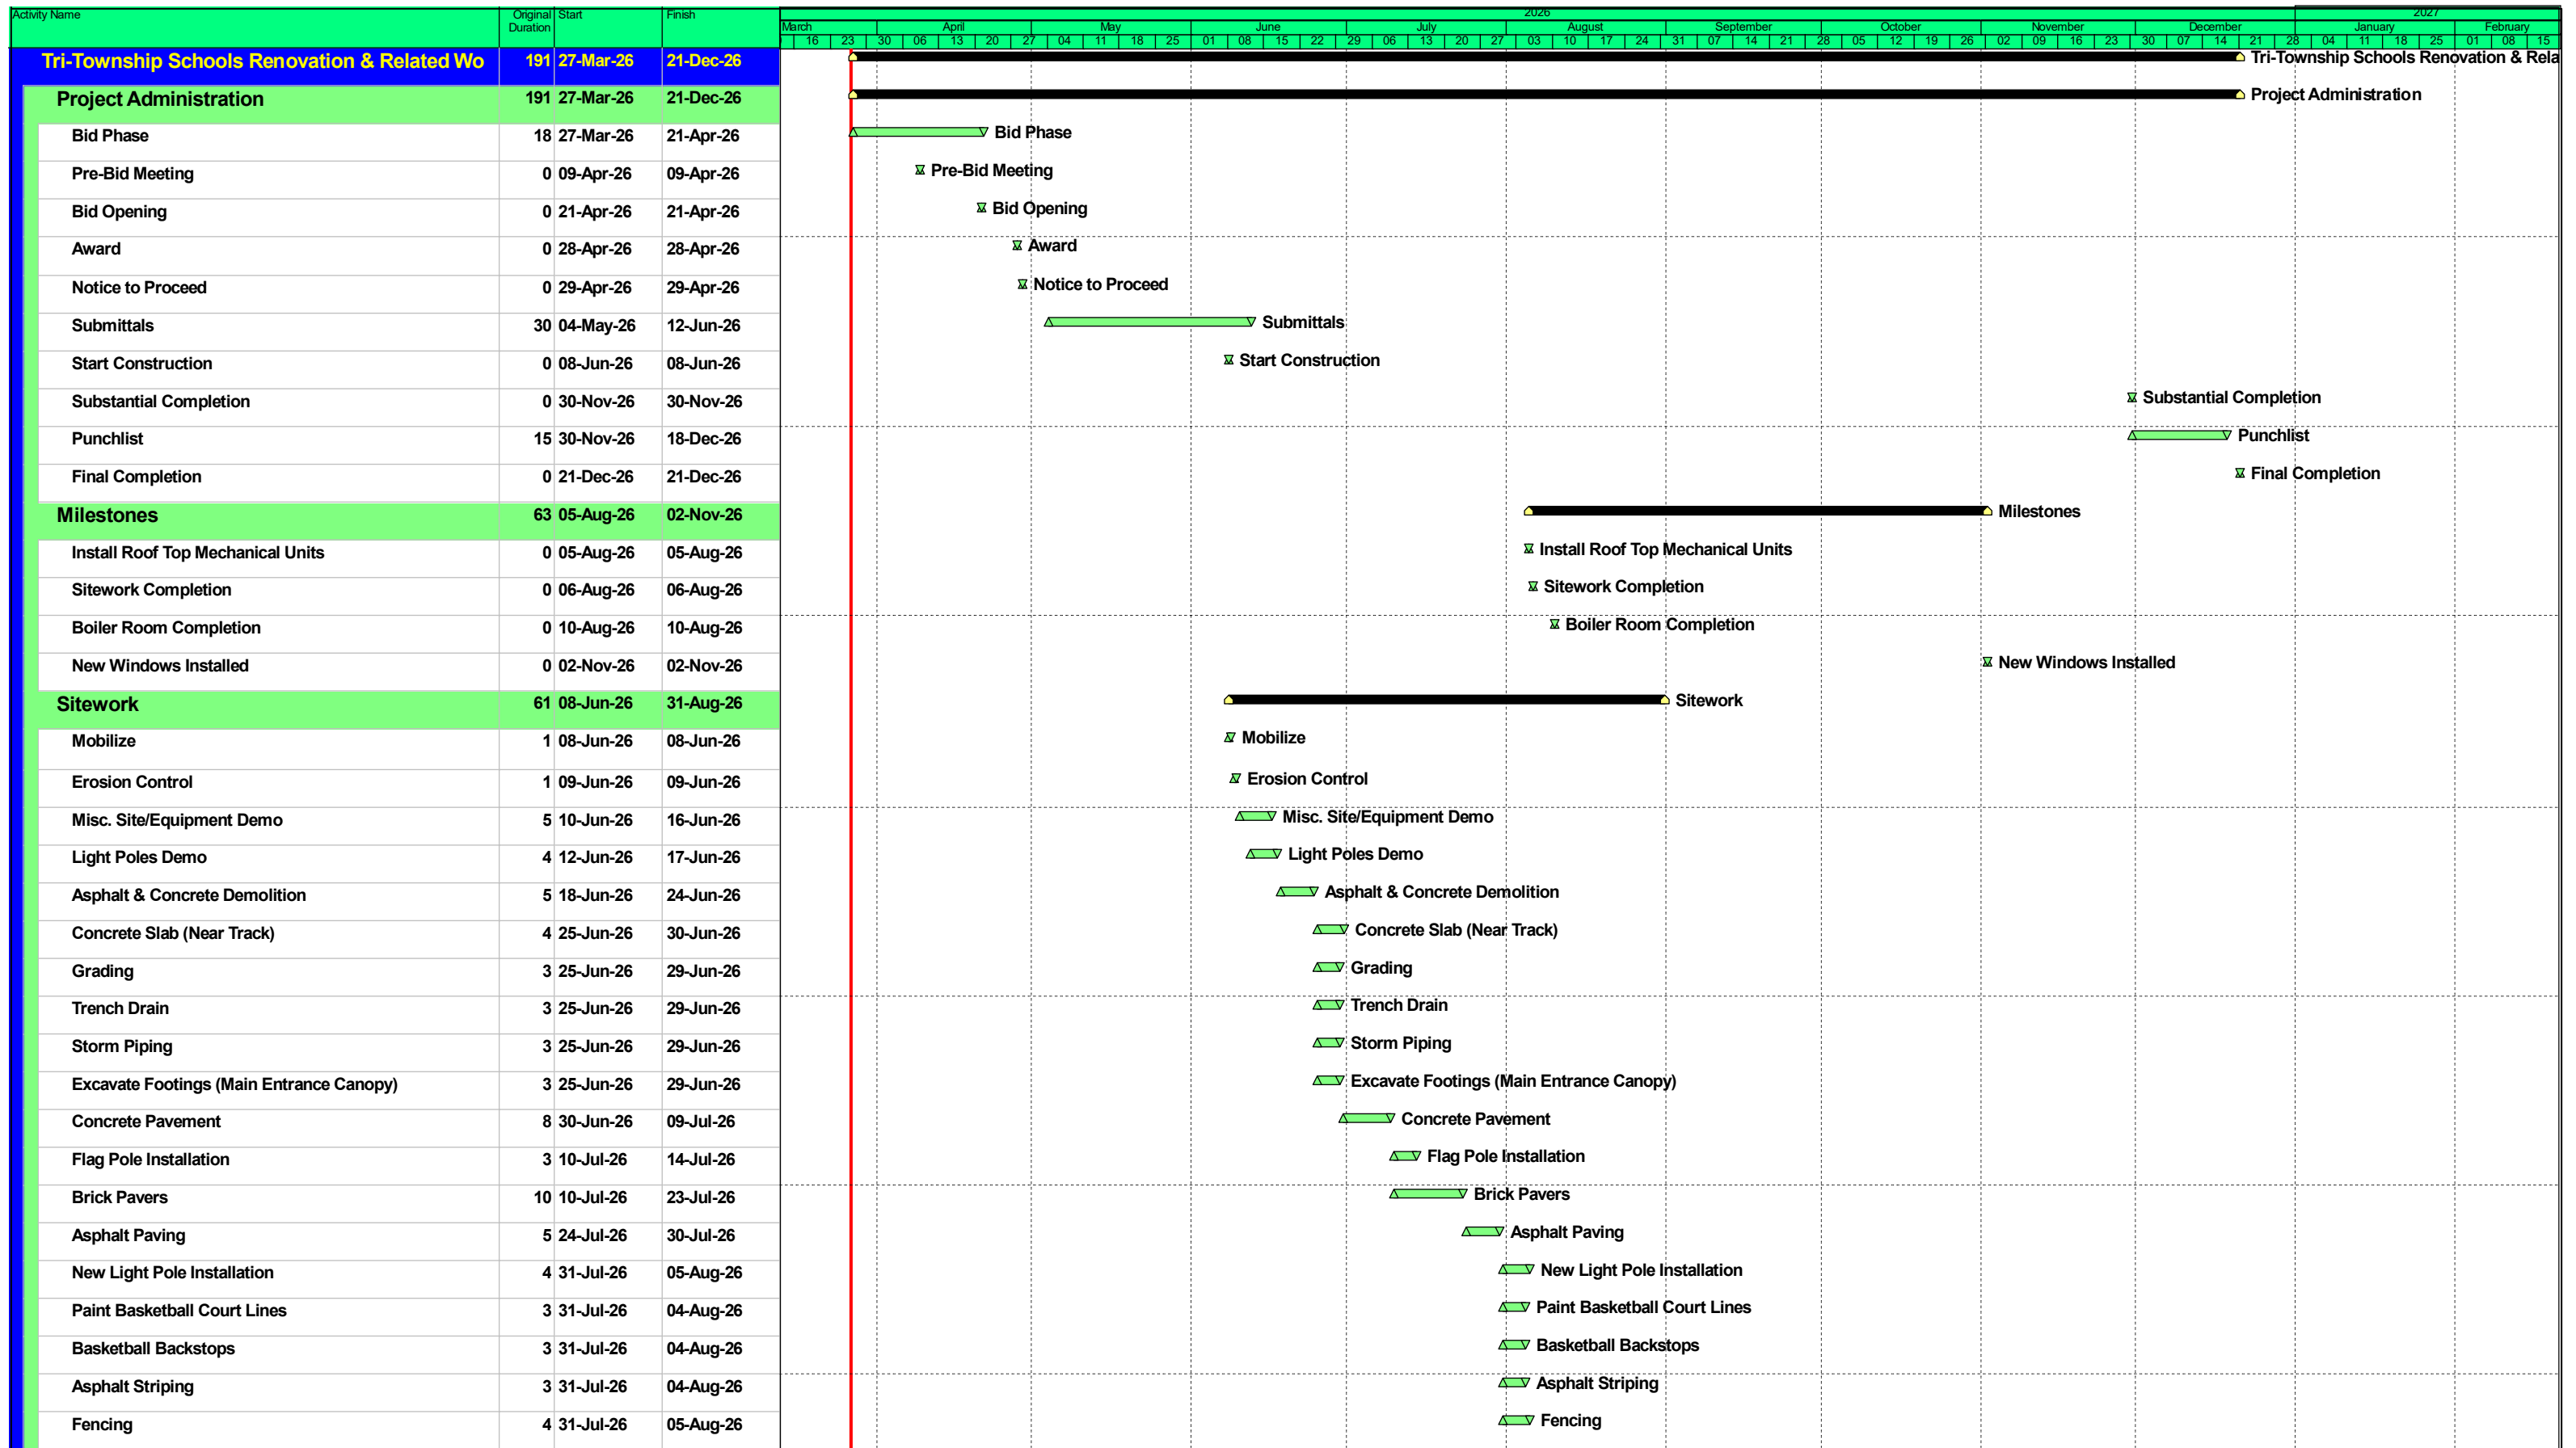 Activity Name Original Duration Start Finish 2026 2027
March April May June July August September October November December January February
16 23 30 06 13 20 27 04 11 18 25 01 08 15 22 29 06 13 20 27 03 10 17 24 31 07 14 21 28 05 12 19 26 02 09 16 23 30 07 14 21 28 04 11 18 25 01 08 15
Tri-Township Schools Renovation & Related Wo 191 27-Mar-26 21-Dec-26 Tri-Township Schools Renovation & Rela
Project Administration 191 27-Mar-26 21-Dec-26 Project Administration
Bid Phase 18 27-Mar-26 21-Apr-26 Bid Phase
Pre-Bid Meeting 0 09-Apr-26 09-Apr-26 Pre-Bid Meeting
Bid Opening 0 21-Apr-26 21-Apr-26 Bid Opening
Award 0 28-Apr-26 28-Apr-26 Award
Notice to Proceed 0 29-Apr-26 29-Apr-26 Notice to Proceed
Submittals 30 04-May-26 12-Jun-26 Submittals
Start Construction 0 08-Jun-26 08-Jun-26 Start Construction
Substantial Completion 0 30-Nov-26 30-Nov-26 Substantial Completion
Punchlist 15 30-Nov-26 18-Dec-26 Punchlist
Final Completion 0 21-Dec-26 21-Dec-26 Final Completion
Milestones 63 05-Aug-26 02-Nov-26 Milestones
Install Roof Top Mechanical Units 0 05-Aug-26 05-Aug-26 Install Roof Top Mechanical Units
Sitework Completion 0 06-Aug-26 06-Aug-26 Sitework Completion
Boiler Room Completion 0 10-Aug-26 10-Aug-26 Boiler Room Completion
New Windows Installed 0 02-Nov-26 02-Nov-26 New Windows Installed
Sitework 61 08-Jun-26 31-Aug-26 Sitework
Mobilize 1 08-Jun-26 08-Jun-26 Mobilize
Erosion Control 1 09-Jun-26 09-Jun-26 Erosion Control
Misc. Site/Equipment Demo 5 10-Jun-26 16-Jun-26 Misc. Site/Equipment Demo
Light Poles Demo 4 12-Jun-26 17-Jun-26 Light Poles Demo
Asphalt & Concrete Demolition 5 18-Jun-26 24-Jun-26 Asphalt & Concrete Demolition
Concrete Slab (Near Track) 4 25-Jun-26 30-Jun-26 Concrete Slab (Near Track)
Grading 3 25-Jun-26 29-Jun-26 Grading
Trench Drain 3 25-Jun-26 29-Jun-26 Trench Drain
Storm Piping 3 25-Jun-26 29-Jun-26 Storm Piping
Excavate Footings (Main Entrance Canopy) 3 25-Jun-26 29-Jun-26 Excavate Footings (Main Entrance Canopy)
Concrete Pavement 8 30-Jun-26 09-Jul-26 Concrete Pavement
Flag Pole Installation 3 10-Jul-26 14-Jul-26 Flag Pole Installation
Brick Pavers 10 10-Jul-26 23-Jul-26 Brick Pavers
Asphalt Paving 5 24-Jul-26 30-Jul-26 Asphalt Paving
New Light Pole Installation 4 31-Jul-26 05-Aug-26 New Light Pole Installation
Paint Basketball Court Lines 3 31-Jul-26 04-Aug-26 Paint Basketball Court Lines
Basketball Backstops 3 31-Jul-26 04-Aug-26 Basketball Backstops
Asphalt Striping 3 31-Jul-26 04-Aug-26 Asphalt Striping
Fencing 4 31-Jul-26 05-Aug-26 Fencing